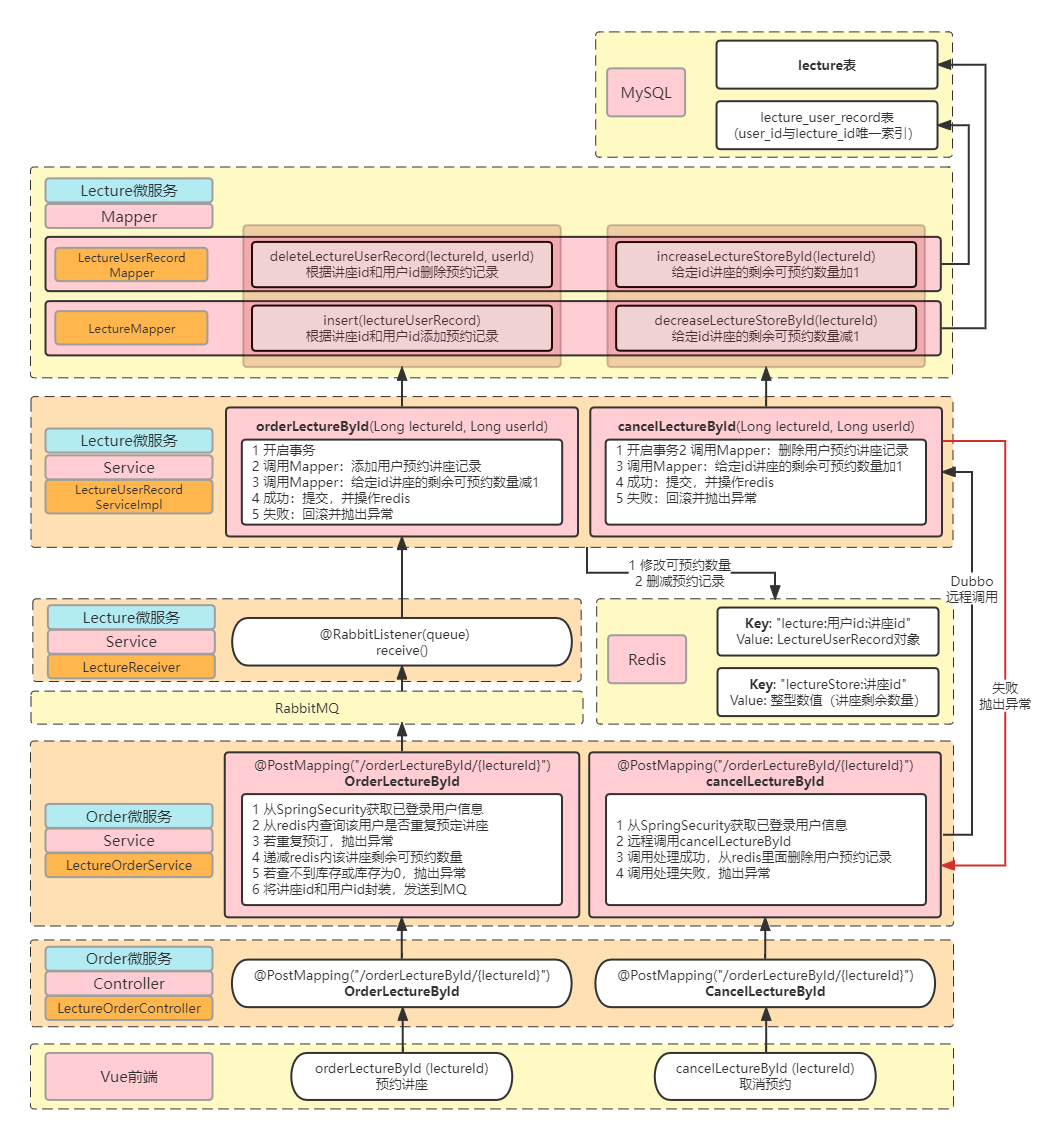 MySQL
lecture表
lecture_user_record表
(user_id与lecture_id唯一索引)
Lecture微服务
Mapper
LectureUserRecord
Mapper
deleteLectureUserRecord(lectureId, userId)
根据讲座id和用户id删除预约记录
increaseLectureStoreById(lectureId)
给定id讲座的剩余可预约数量加1
LectureMapper
insert(lectureUserRecord)
根据讲座id和用户id添加预约记录
decreaseLectureStoreById(lectureId)
给定id讲座的剩余可预约数量减1
Lecture微服务
Service
LectureUserRecord
ServiceImpl
orderLectureById(Long lectureId, Long userId)
1 开启事务
2 调用Mapper：添加用户预约讲座记录
3 调用Mapper：给定id讲座的剩余可预约数量减1
4 成功：提交，并操作redis
5 失败：回滚并抛出异常
cancelLectureById(Long lectureId, Long userId)
1 开启事务2 调用Mapper：删除用户预约讲座记录
3 调用Mapper：给定id讲座的剩余可预约数量加1
4 成功：提交，并操作redis
5 失败：回滚并抛出异常
1 修改可预约数量
2 删减预约记录
Dubbo
远程调用
失败
抛出异常
Lecture微服务
Service
LectureReceiver
@RabbitListener(queue)
receive()
Redis
Key: "lecture:用户id:讲座id"
Value: LectureUserRecord对象
Key: "lectureStore:讲座id"
Value: 整型数值（讲座剩余数量）
RabbitMQ
Order微服务
Service
LectureOrderService
@PostMapping("/orderLectureById/{lectureId}")
OrderLectureById
1 从SpringSecurity获取已登录用户信息
2 从redis内查询该用户是否重复预定讲座
3 若重复预订，抛出异常
4 递减redis内该讲座剩余可预约数量
5 若查不到库存或库存为0，抛出异常
6 将讲座id和用户id封装，发送到MQ
@PostMapping("/orderLectureById/{lectureId}")
cancelLectureById
1 从SpringSecurity获取已登录用户信息
2 远程调用cancelLectureById
3 调用处理成功，从redis里面删除用户预约记录
4 调用处理失败，抛出异常
Order微服务
Controller
LectureOrderController
@PostMapping("/orderLectureById/{lectureId}")
OrderLectureById
@PostMapping("/orderLectureById/{lectureId}")
CancelLectureById
Vue前端
orderLectureById (lectureId)
预约讲座
cancelLectureById (lectureId)
取消预约